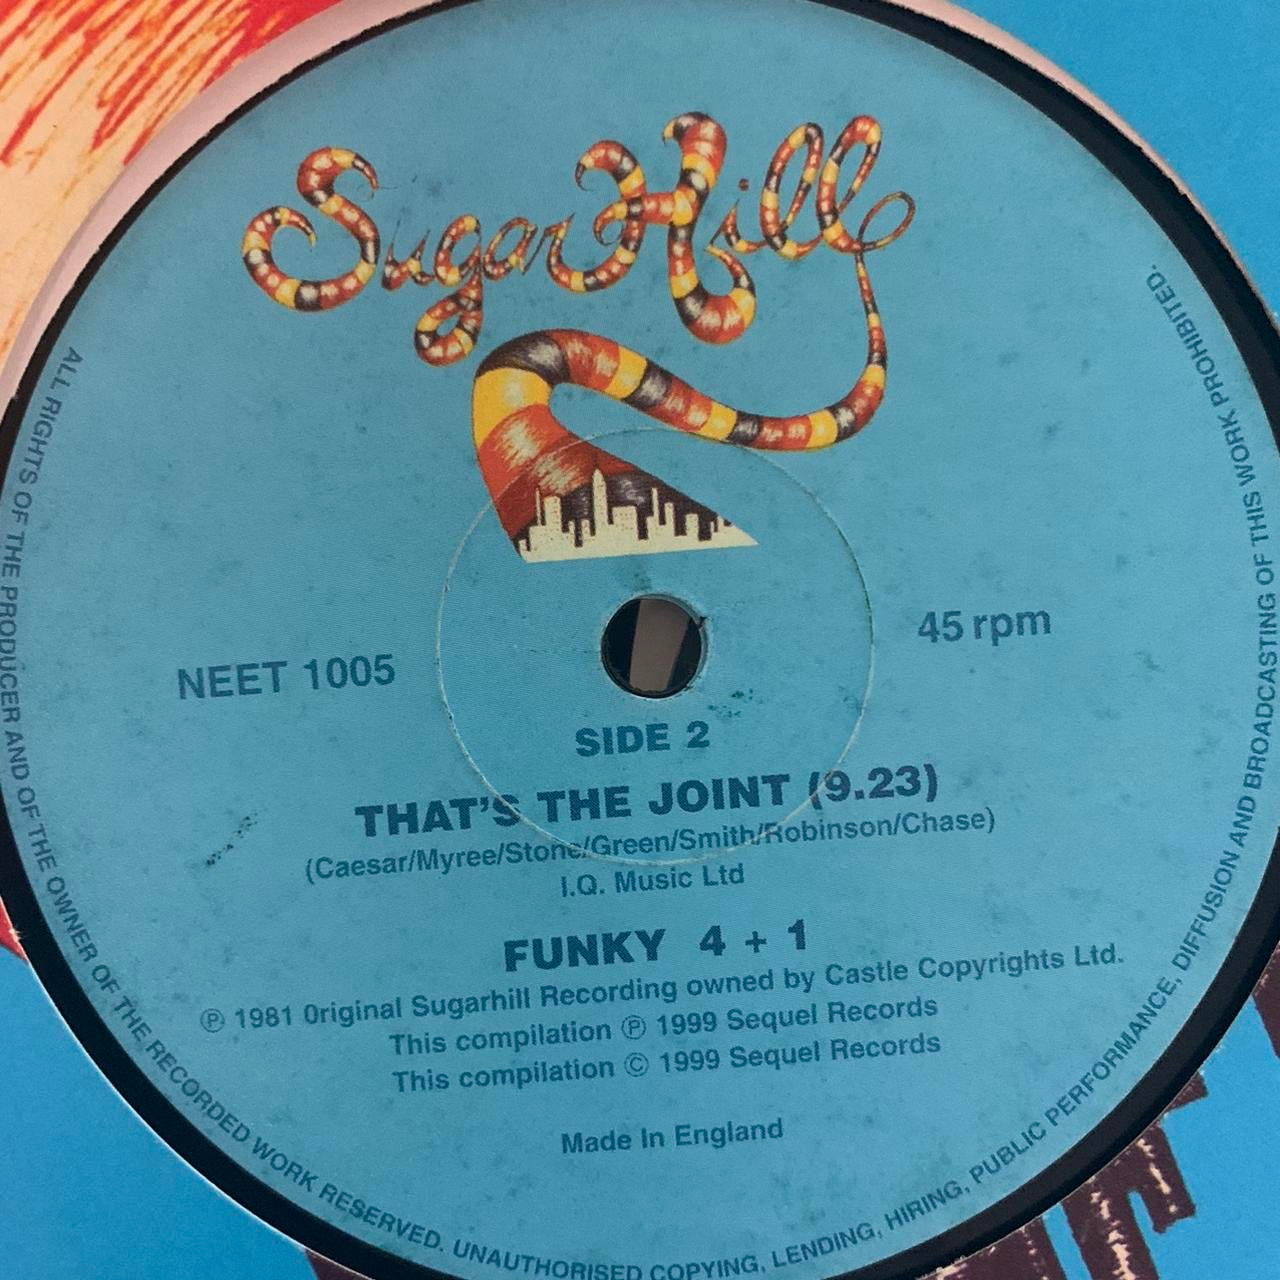 Sugar Hill
NEET 1005
45 rpm
SIDE 2
THAT'S THE JOINT (9.23)
(Caesar/Myree/Stone/Green/Smith/Robinson/Chase)
I.Q. Music Ltd
FUNKY 4 + 1
℗ 1981 0riginal Sugarhill Recording owned by Castle Copyrights Ltd.
This compilation ℗ 1999 Sequel Records
This compilation © 1999 Sequel Records
Made In England
ALL RIGHTS OF THE PRODUCER AND OF THE OWNER OF THE RECORDED WORK RESERVED. UNAUTHORISED COPYING, LENDING, HIRING, PUBLIC PERFORMANCE, DIFFUSION AND BROADCASTING OF THIS WORK PROHIBITED.